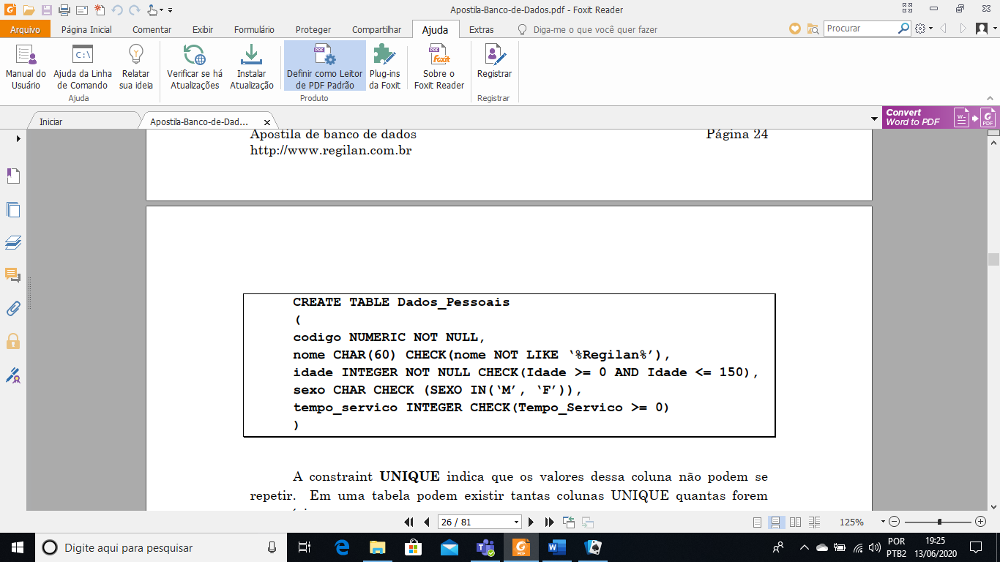 Apostila-Banco-de-Dados.pdf - Foxit Reader
Arquivo Página Inicial Comentar Exibir Formulário Proteger Compartilhar Ajuda Extras Diga-me o que você quer fazer Procurar
Manual do Usuário
Ajuda da Linha de Comando
Relatar sua ideia
Ajuda
Verificar se há Atualizações
Instalar Atualização
Definir como Leitor de PDF Padrão
Plug-ins da Foxit
Sobre o Foxit Reader
Produto
Registrar
Registrar
Iniciar
Apostila-Banco-de-Dad...
Convert
Word to PDF
Apostila de banco de dados Página 24
http://www.regilan.com.br
CREATE TABLE Dados_Pessoais
(
codigo NUMERIC NOT NULL,
nome CHAR(60) CHECK(nome NOT LIKE ‘%Regilan%’),
idade INTEGER NOT NULL CHECK(Idade >= 0 AND Idade <= 150),
sexo CHAR CHECK (SEXO IN(‘M’, ‘F’)),
tempo_servico INTEGER CHECK(Tempo_Servico >= 0)
)
A constraint UNIQUE indica que os valores dessa coluna não podem se
repetir. Em uma tabela podem existir tantas colunas UNIQUE quantas forem
26 / 81
125%
Digite aqui para pesquisar
POR
PTB2
19:25
13/06/2020